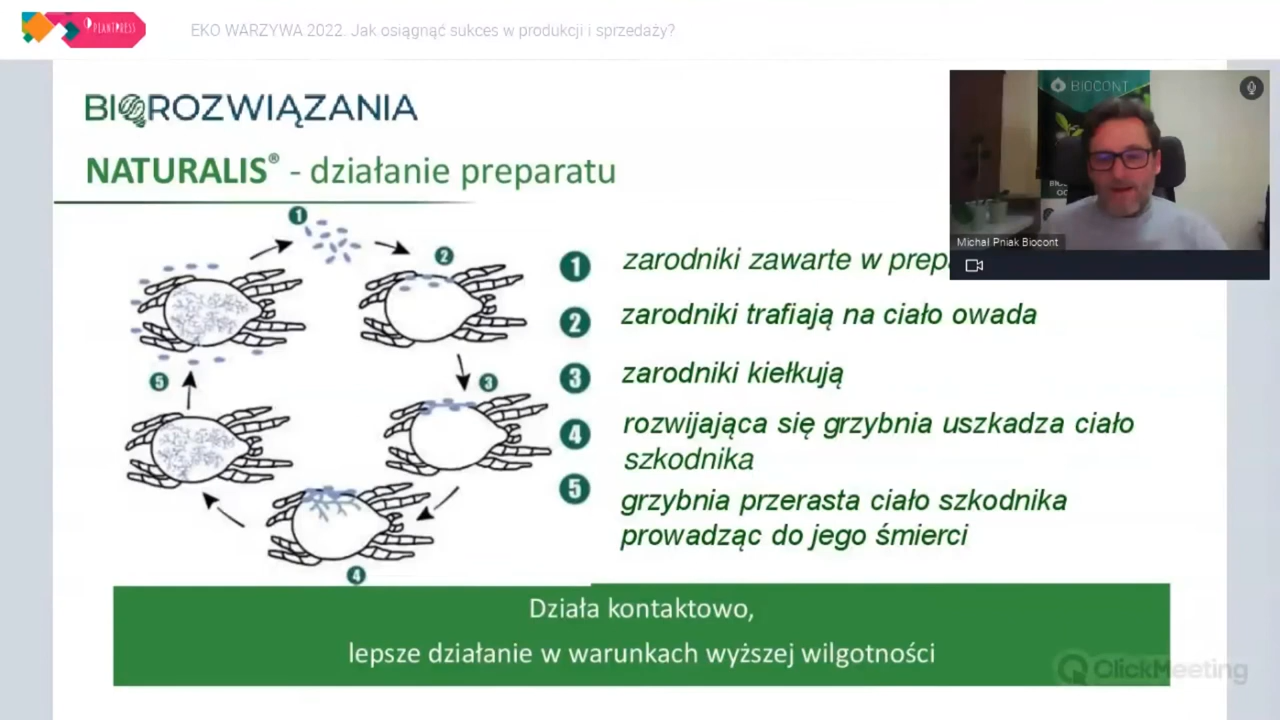 PLANTPRESS
EKO WARZYWA 2022. Jak osiągnąć sukces w produkcji i sprzedaży?
BIOROZWIĄZANIA
NATURALIS® - działanie preparatu
BIOCONT
Michał Pniak Biocont
1
2
3
4
5
1 zarodniki zawarte w prep
2 zarodniki trafiają na ciało owada
3 zarodniki kiełkują
4 rozwijająca się grzybnia uszkadza ciało
szkodnika
5 grzybnia przerasta ciało szkodnika
prowadząc do jego śmierci
Działa kontaktowo,
lepsze działanie w warunkach wyższej wilgotności
ClickMeeting